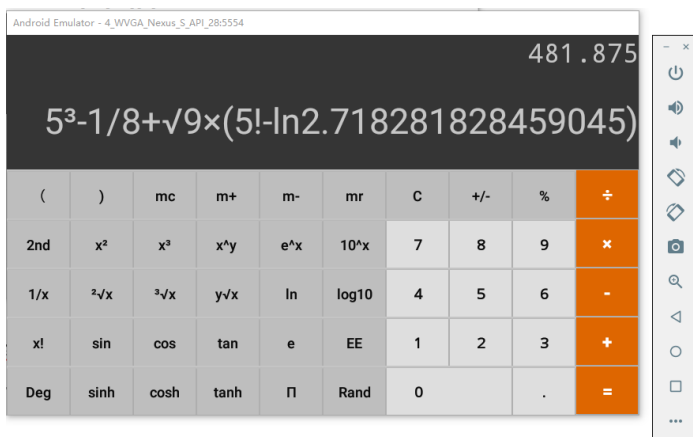 Android Emulator - 4_WVGA_Nexus_S_API_28:5554
481.875
5³-1/8+√9×(5!-ln2.718281828459045)
( ) mc m+ m- mr C +/- % ÷
2nd x² x³ x^y e^x 10^x 7 8 9 ×
1/x ²√x ³√x y√x ln log10 4 5 6 -
x! sin cos tan e EE 1 2 3 +
Deg sinh cosh tanh Π Rand 0 . =